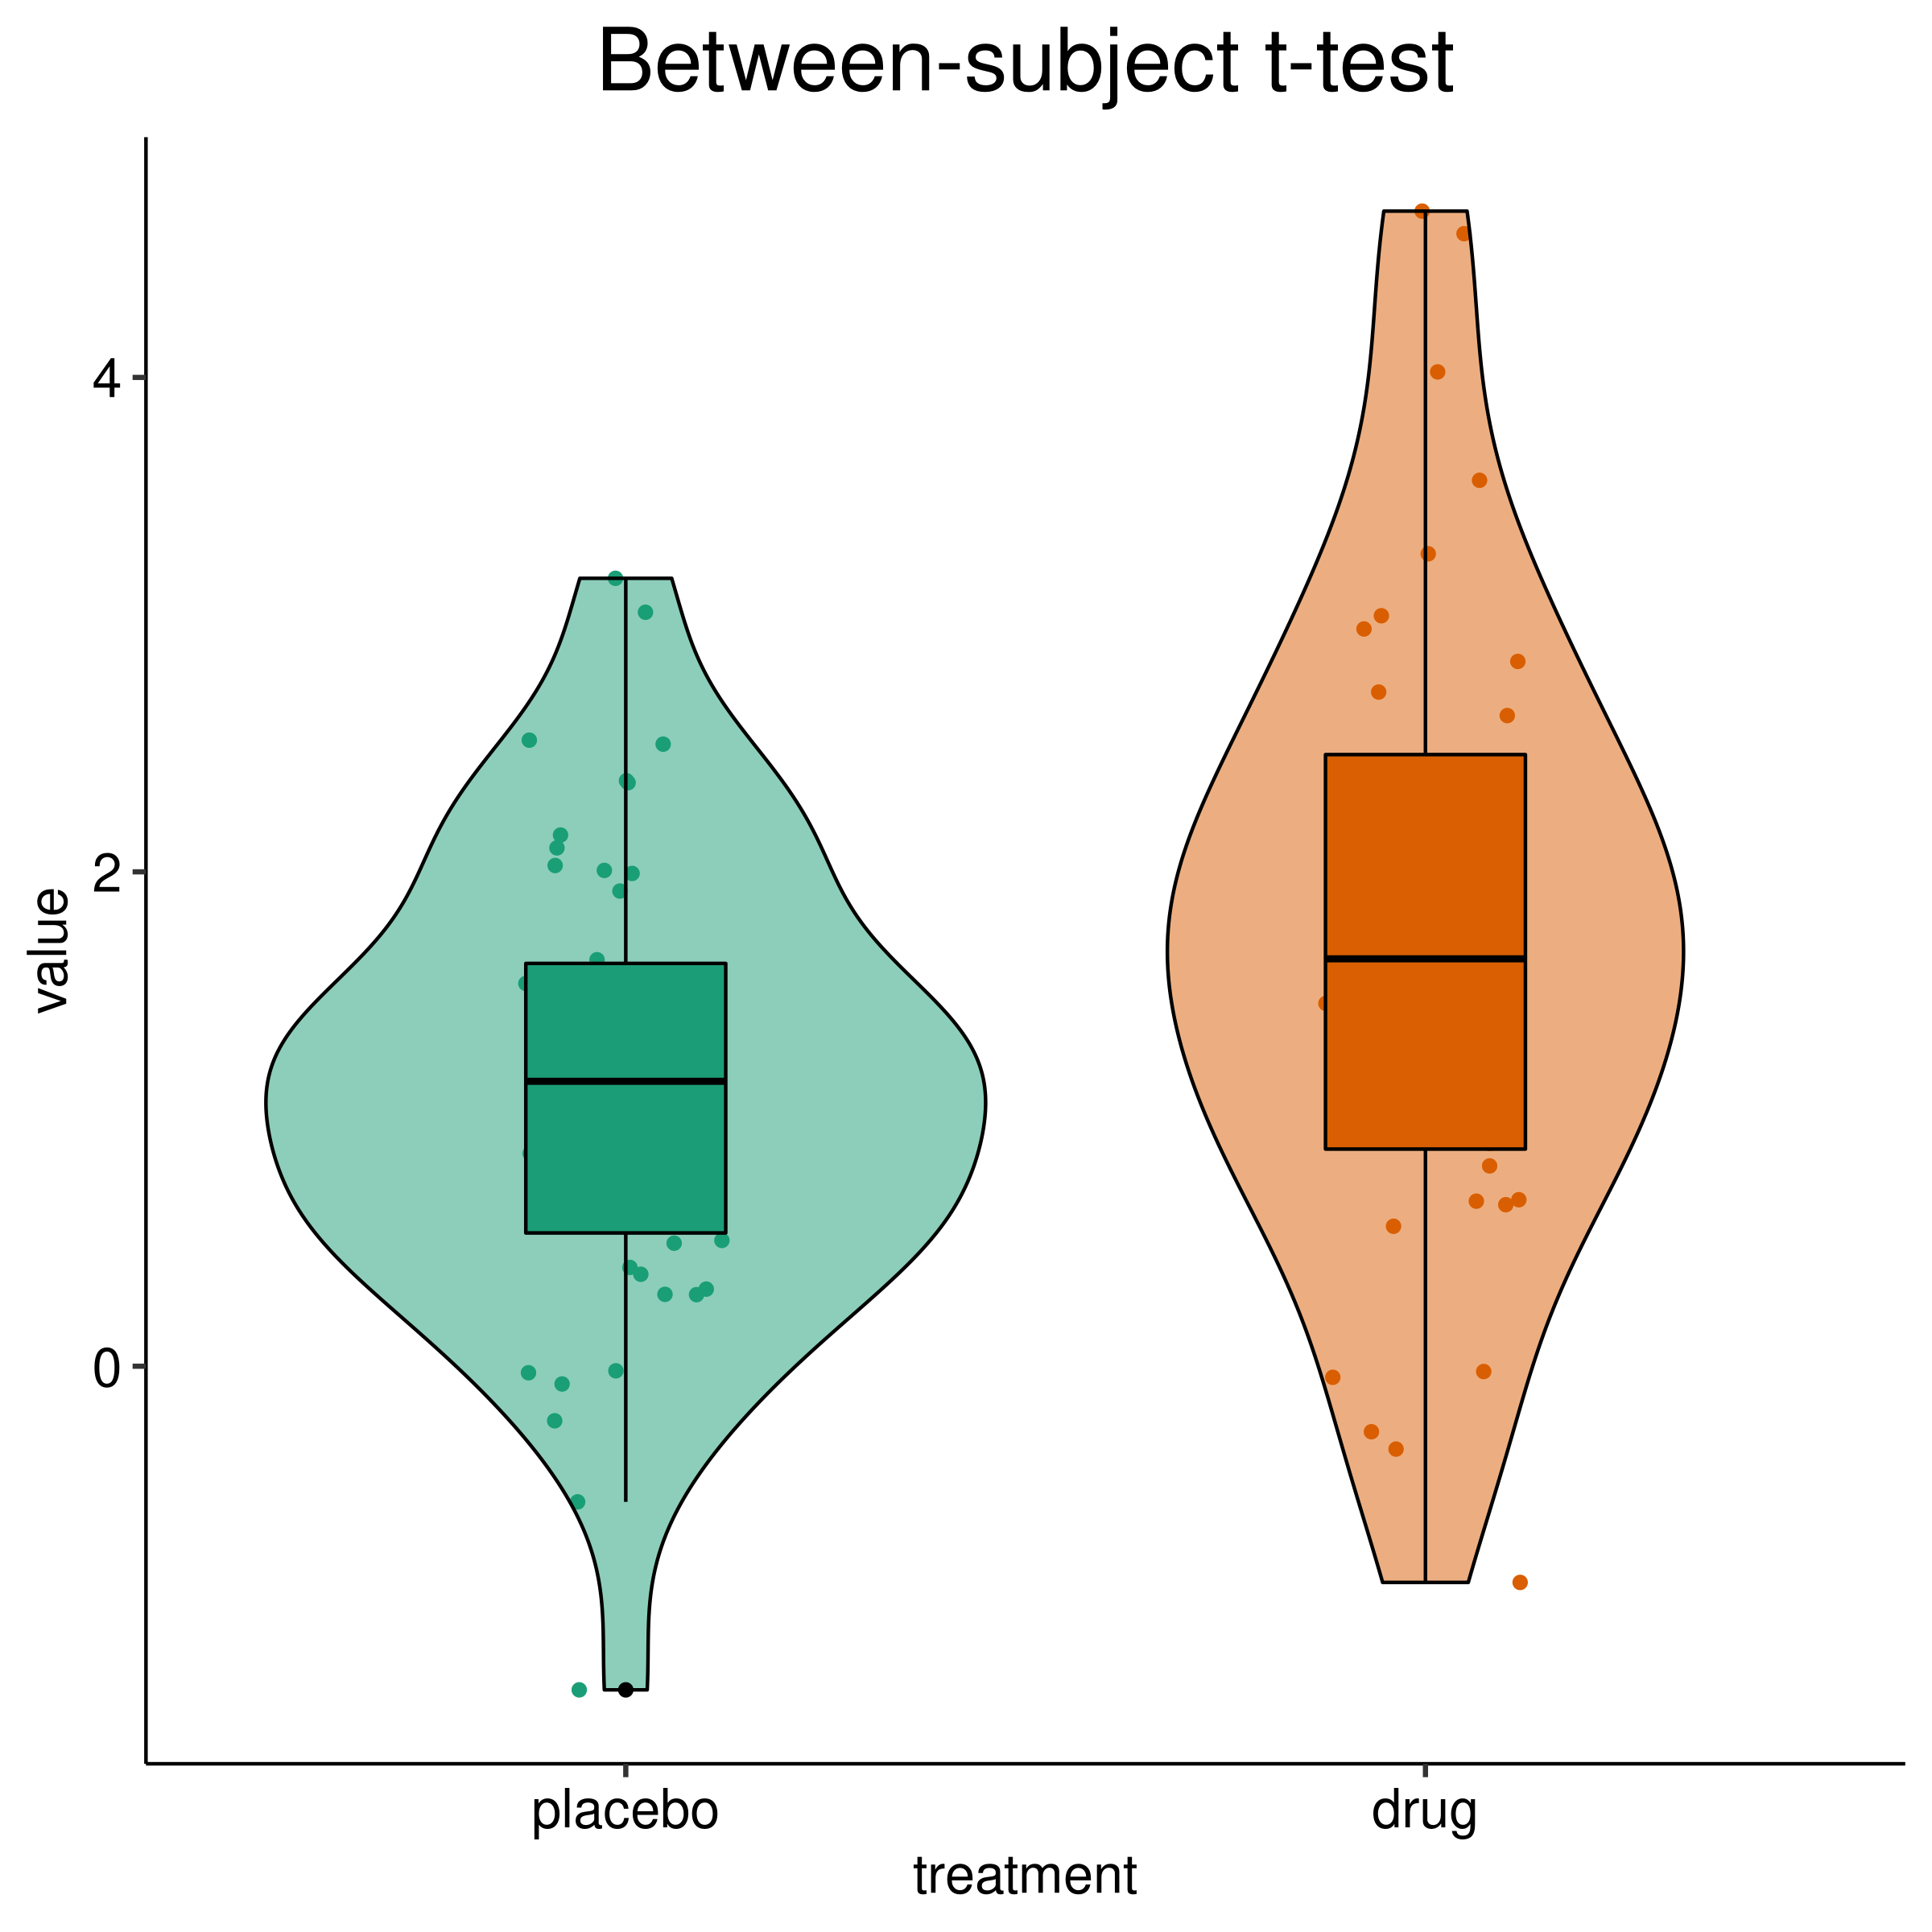 Between-subject t-test
value
4
2
0
placebo drug
treatment